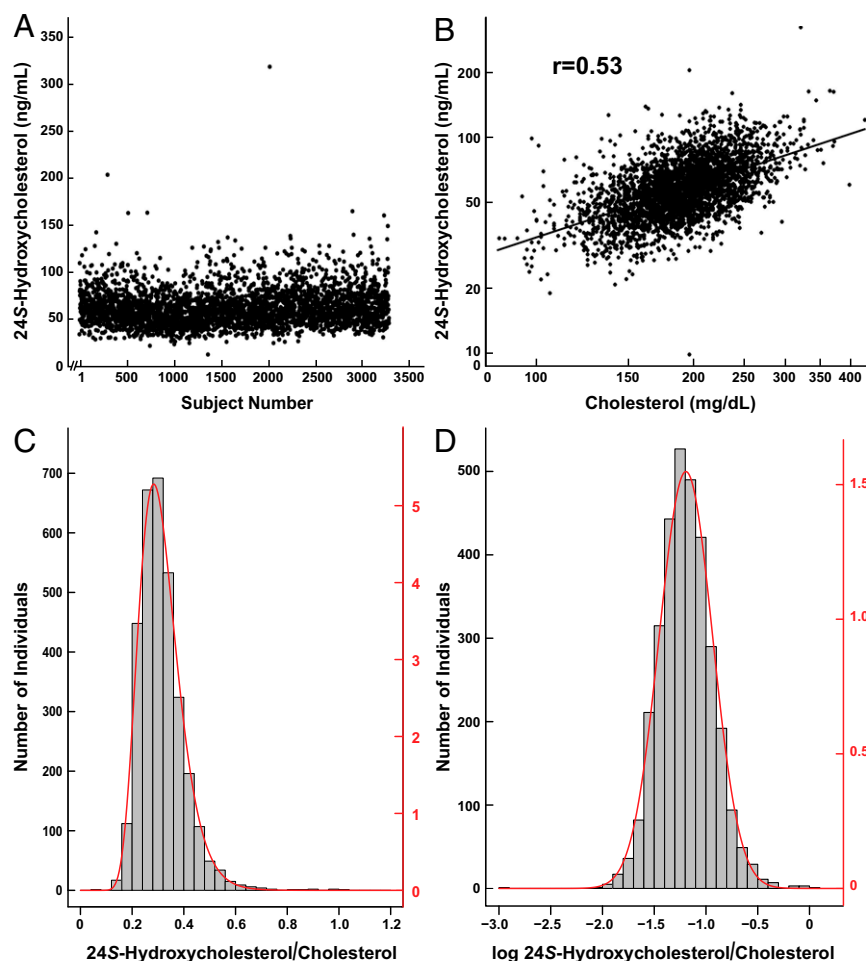 A
24S-Hydroxycholesterol (ng/mL)
350
300
250
200
150
100
50
0
1 500 1000 1500 2000 2500 3000 3500
Subject Number
B
24S-Hydroxycholesterol (ng/mL)
r=0.53
200
100
50
20
10
0
0 100 150 200 250 300 350 400
Cholesterol (mg/dL)
C
Number of Individuals
700
600
500
400
300
200
100
0
5
4
3
2
1
0
0 0.2 0.4 0.6 0.8 1.0 1.2
24S-Hydroxycholesterol/Cholesterol
D
Number of Individuals
500
400
300
200
100
0
1.5
1.0
0.5
0
-3.0 -2.5 -2.0 -1.5 -1.0 -0.5 0
log 24S-Hydroxycholesterol/Cholesterol